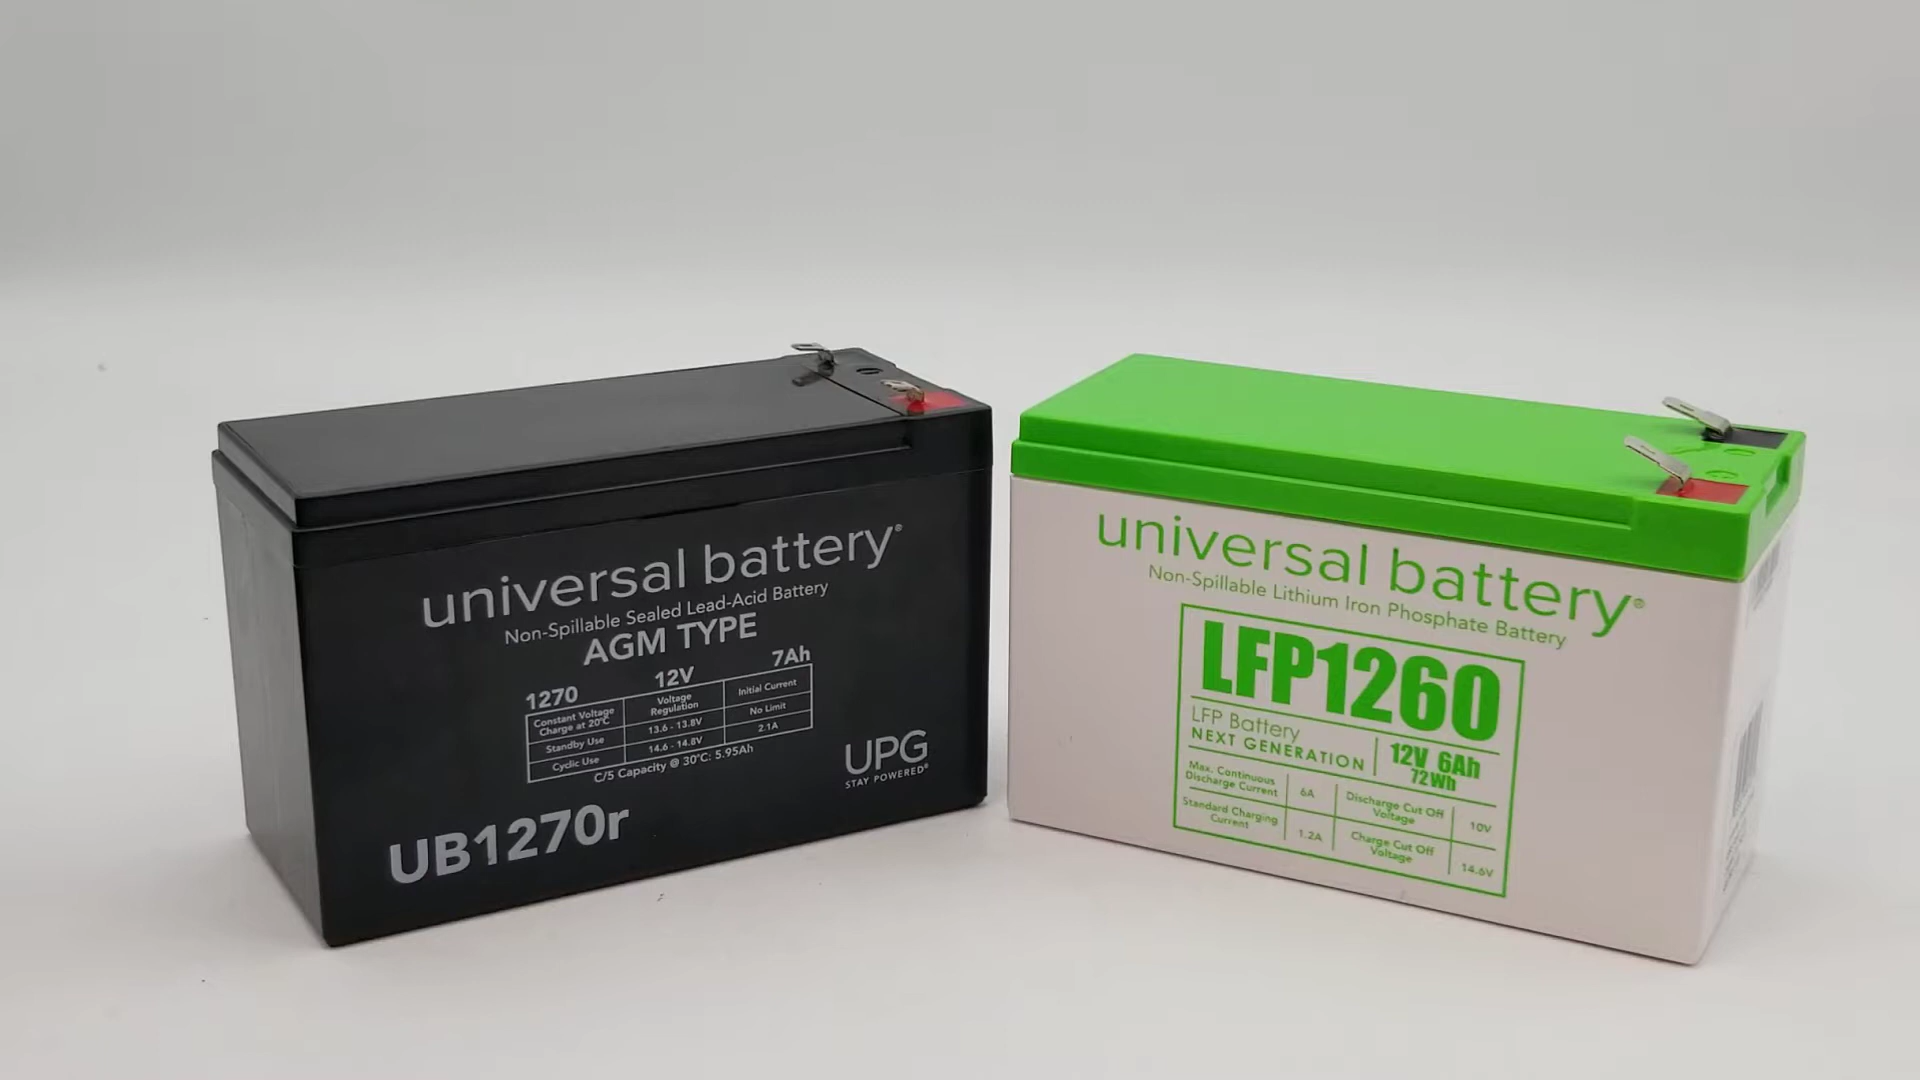 universal battery®
Non-Spillable Sealed Lead-Acid Battery
AGM TYPE
1270 12V 7Ah
Constant Voltage Charge at 20°C Voltage Regulation Initial Current
Standby Use 13.6 - 13.8V No Limit
Cyclic Use 14.6 - 14.8V 2.1A
C/5 Capacity @ 30°C: 5.95Ah
UPG
STAY POWERED®
UB1270r
universal battery®
Non-Spillable Lithium Iron Phosphate Battery
LFP1260
LFP Battery
NEXT GENERATION
12V 6Ah
72Wh
Max. Continuous Discharge Current 6A Discharge Cut Off Voltage 10V
Standard Charging Current 1.2A Charge Cut Off Voltage 14.6V